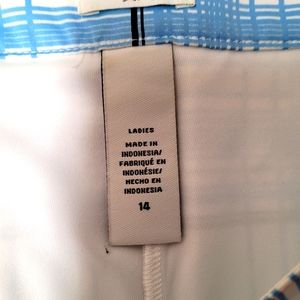 LADIES
MADE IN
INDONESIA/
FABRIQUÉ EN
INDONÉSIE/
HECHO EN
INDONESIA
14